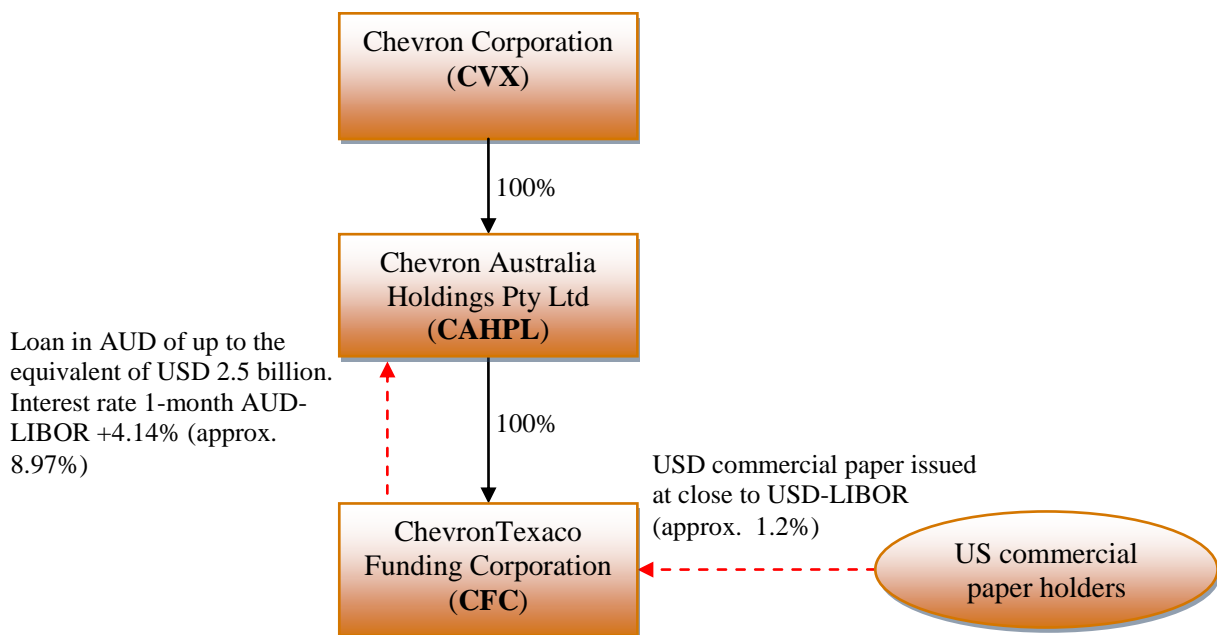 Chevron Corporation
(CVX)
100%
Chevron Australia
Holdings Pty Ltd
(CAHPL)
Loan in AUD of up to the
equivalent of USD 2.5 billion.
Interest rate 1-month AUD-
LIBOR +4.14% (approx.
8.97%)
100%
USD commercial paper issued
at close to USD-LIBOR
(approx. 1.2%)
ChevronTexaco
Funding Corporation
(CFC)
US commercial
paper holders